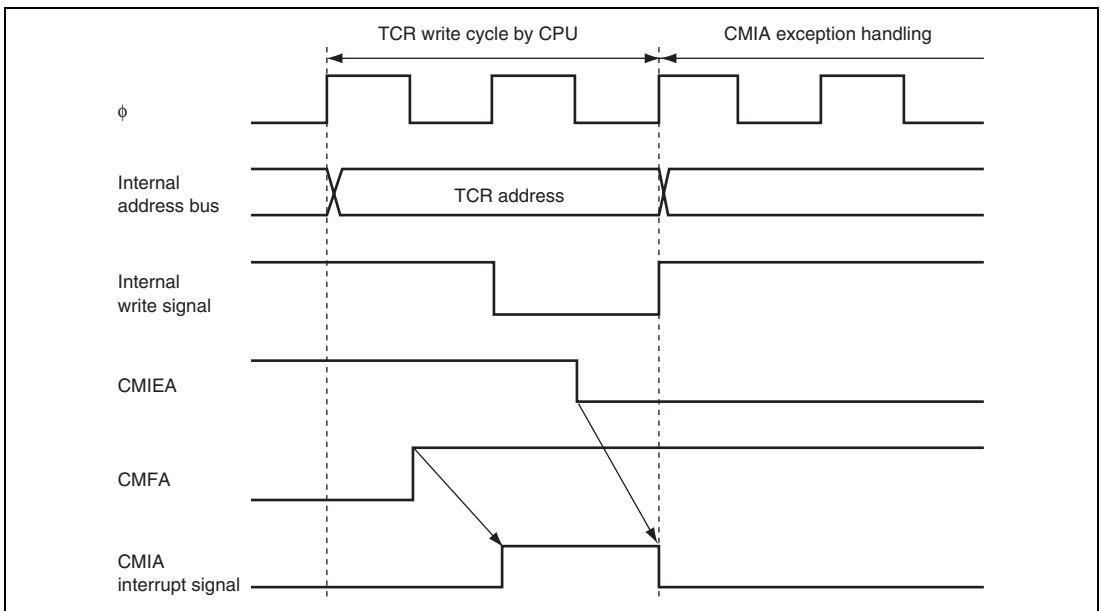 TCR write cycle by CPU
CMIA exception handling
ϕ
Internal
address bus
TCR address
Internal
write signal
CMIEA
CMFA
CMIA
interrupt signal